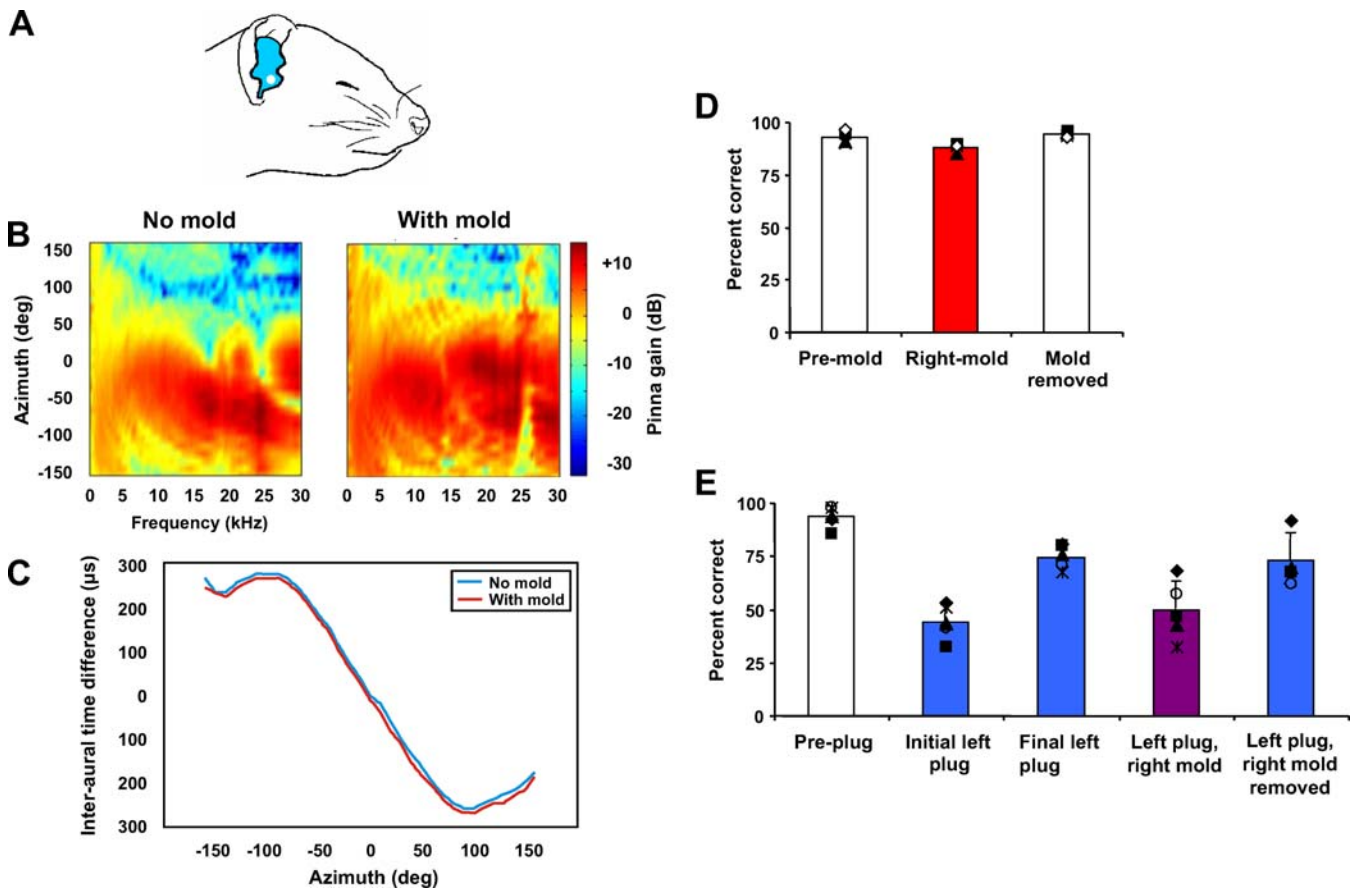 A
B
No mold
With mold
Azimuth (deg)
150
100
50
0
-50
-100
-150
0 5 10 15 20 25 30
0 5 10 15 20 25 30
Frequency (kHz)
+10
0
-10
-20
-30
Pinna gain (dB)
C
Inter-aural time difference (µs)
300
200
100
0
100
200
300
No mold
With mold
-150 -100 -50 0 50 100 150
Azimuth (deg)
D
Percent correct
100
75
50
25
0
Pre-mold
Right-mold
Mold
removed
E
Percent correct
100
75
50
25
0
Pre-plug
Initial left
plug
Final left
plug
Left plug,
right mold
Left plug,
right mold
removed